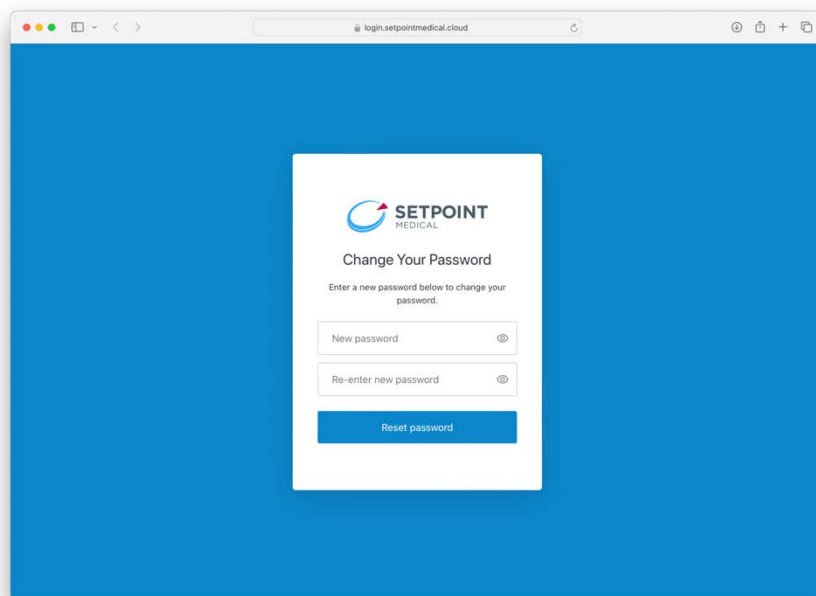 login.setpointmedical.cloud
SETPOINT
MEDICAL
Change Your Password
Enter a new password below to change your
password.
New password
Re-enter new password
Reset password